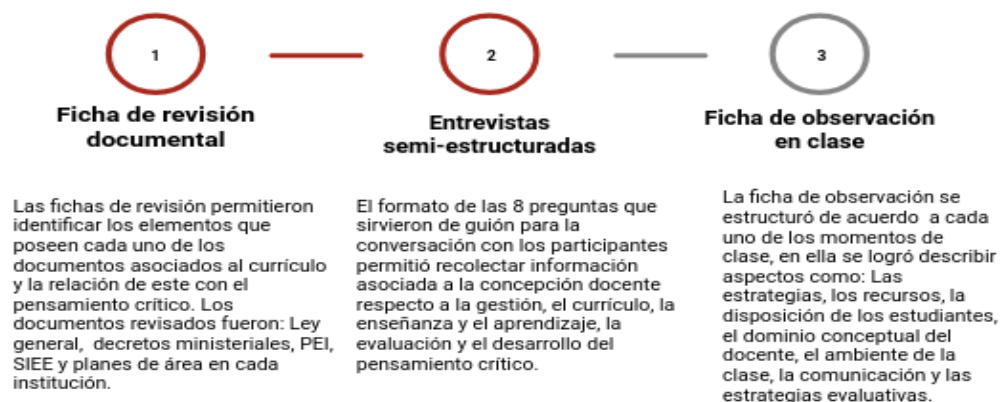 1
Ficha de revisión
documental
Las fichas de revisión permitieron
identificar los elementos que
poseen cada uno de los
documentos asociados al currículo
y la relación de este con el
pensamiento crítico. Los
documentos revisados fueron: Ley
general,  decretos ministeriales, PEI,
SIEE y planes de área en cada
institución.
2
Entrevistas
semi-estructuradas
El formato de las 8 preguntas que
sirvieron de guión para la
conversación con los participantes
permitió recolectar información
asociada a la concepción docente
respecto a la gestión, el currículo, la
enseñanza y el aprendizaje, la
evaluación y el desarrollo del
pensamiento crítico.
3
Ficha de observación
en clase
La ficha de observación se
estructuró de acuerdo  a cada
uno de los momentos de
clase, en ella se logró describir
aspectos como: Las
estrategias, los recursos, la
disposición de los estudiantes,
el dominio conceptual del
docente, el ambiente de la
clase, la comunicación y las
estrategias evaluativas.